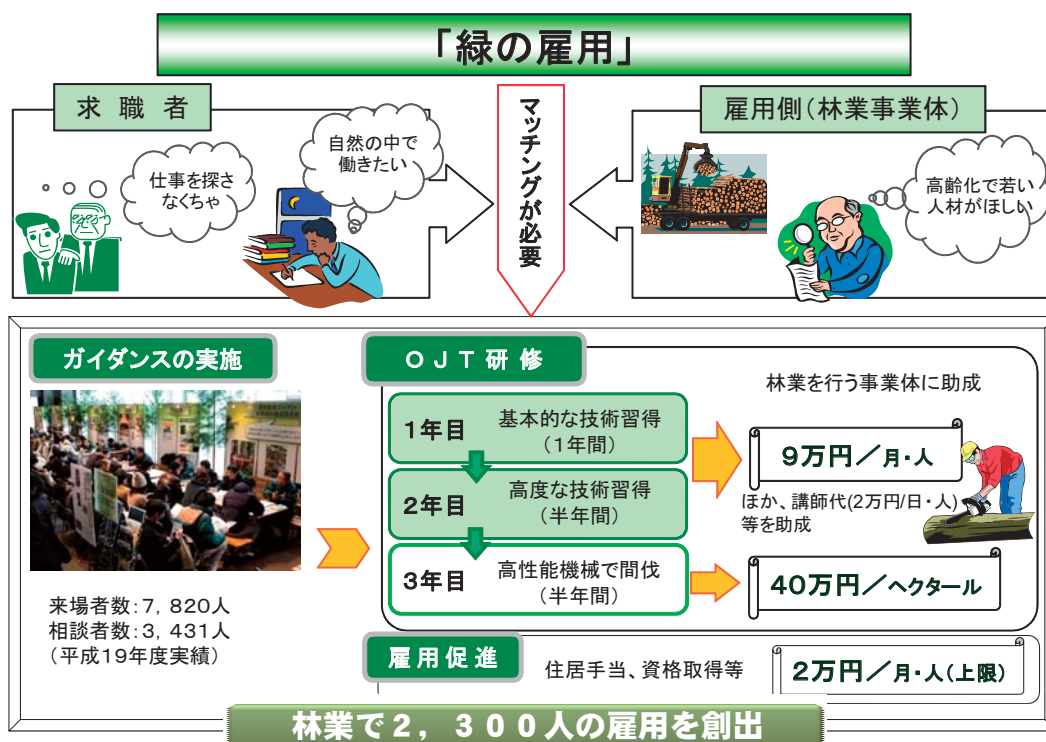 「緑の雇用」
求職者
仕事を探さ
なくちゃ
自然の中で
働きたい
マッチングが必要
雇用側(林業事業体)
高齢化で若い
人材がほしい
ガイダンスの実施
来場者数:7,820人
相談者数:3,431人
(平成19年度実績)
OJT研修
1年目
基本的な技術習得
(1年間)
2年目
高度な技術習得
(半年間)
3年目
高性能機械で間伐
(半年間)
林業を行う事業体に助成
9万円/月・人
ほか、講師代(2万円/日・人)
等を助成
40万円/ヘクタール
雇用促進
住居手当、資格取得等
2万円/月・人(上限)
林業で2,300人の雇用を創出